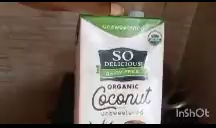 UNSWEETENED
SO
DELICIOUS
DAIRY FREE
ORGANIC
Coconut
unsweetened
InShOt